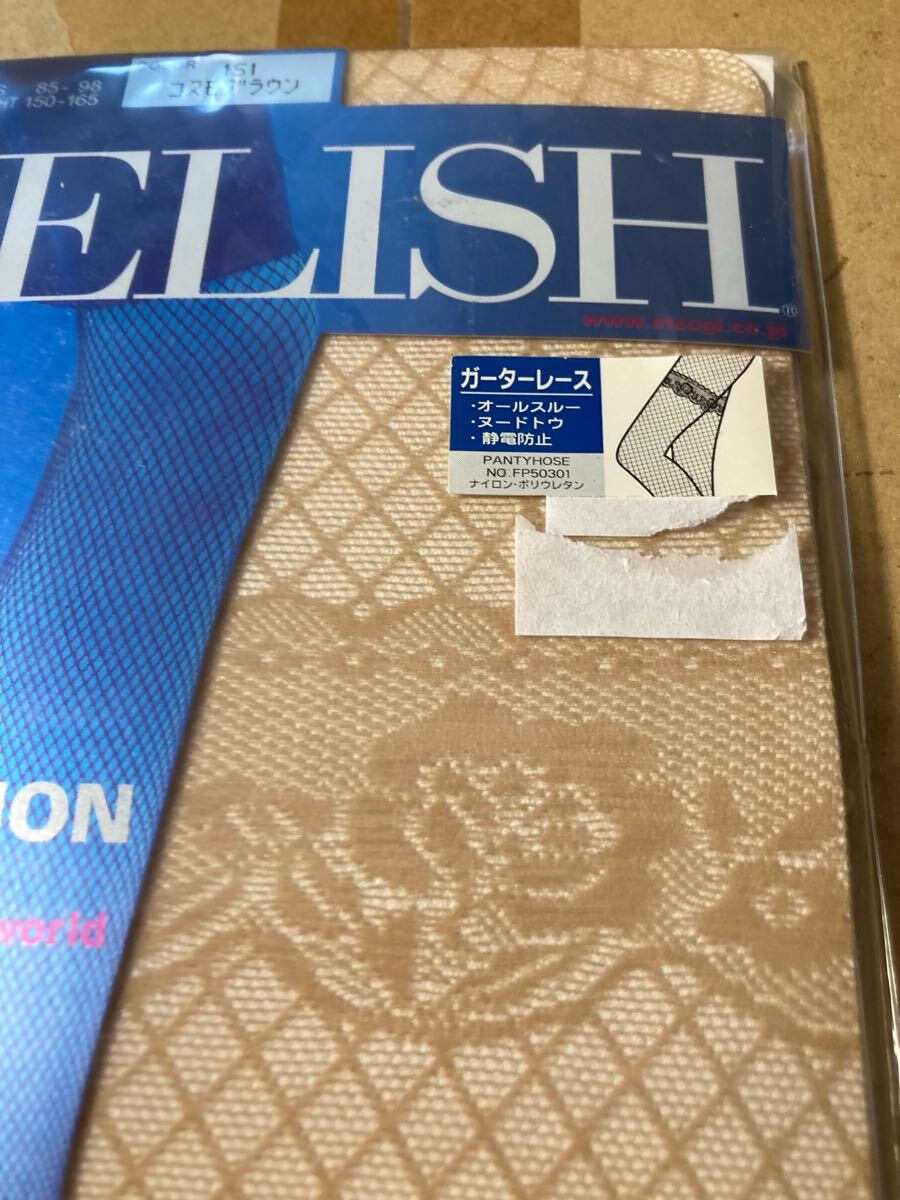 85 - 98
150-165
151
コスモブラウン
ELISH
®
www.atsugi.co.jp
ガーターレース
・オールスルー
・ヌードトウ
・静電防止
PANTYHOSE
NO.FP50301
ナイロン・ポリウレタン
ION
world